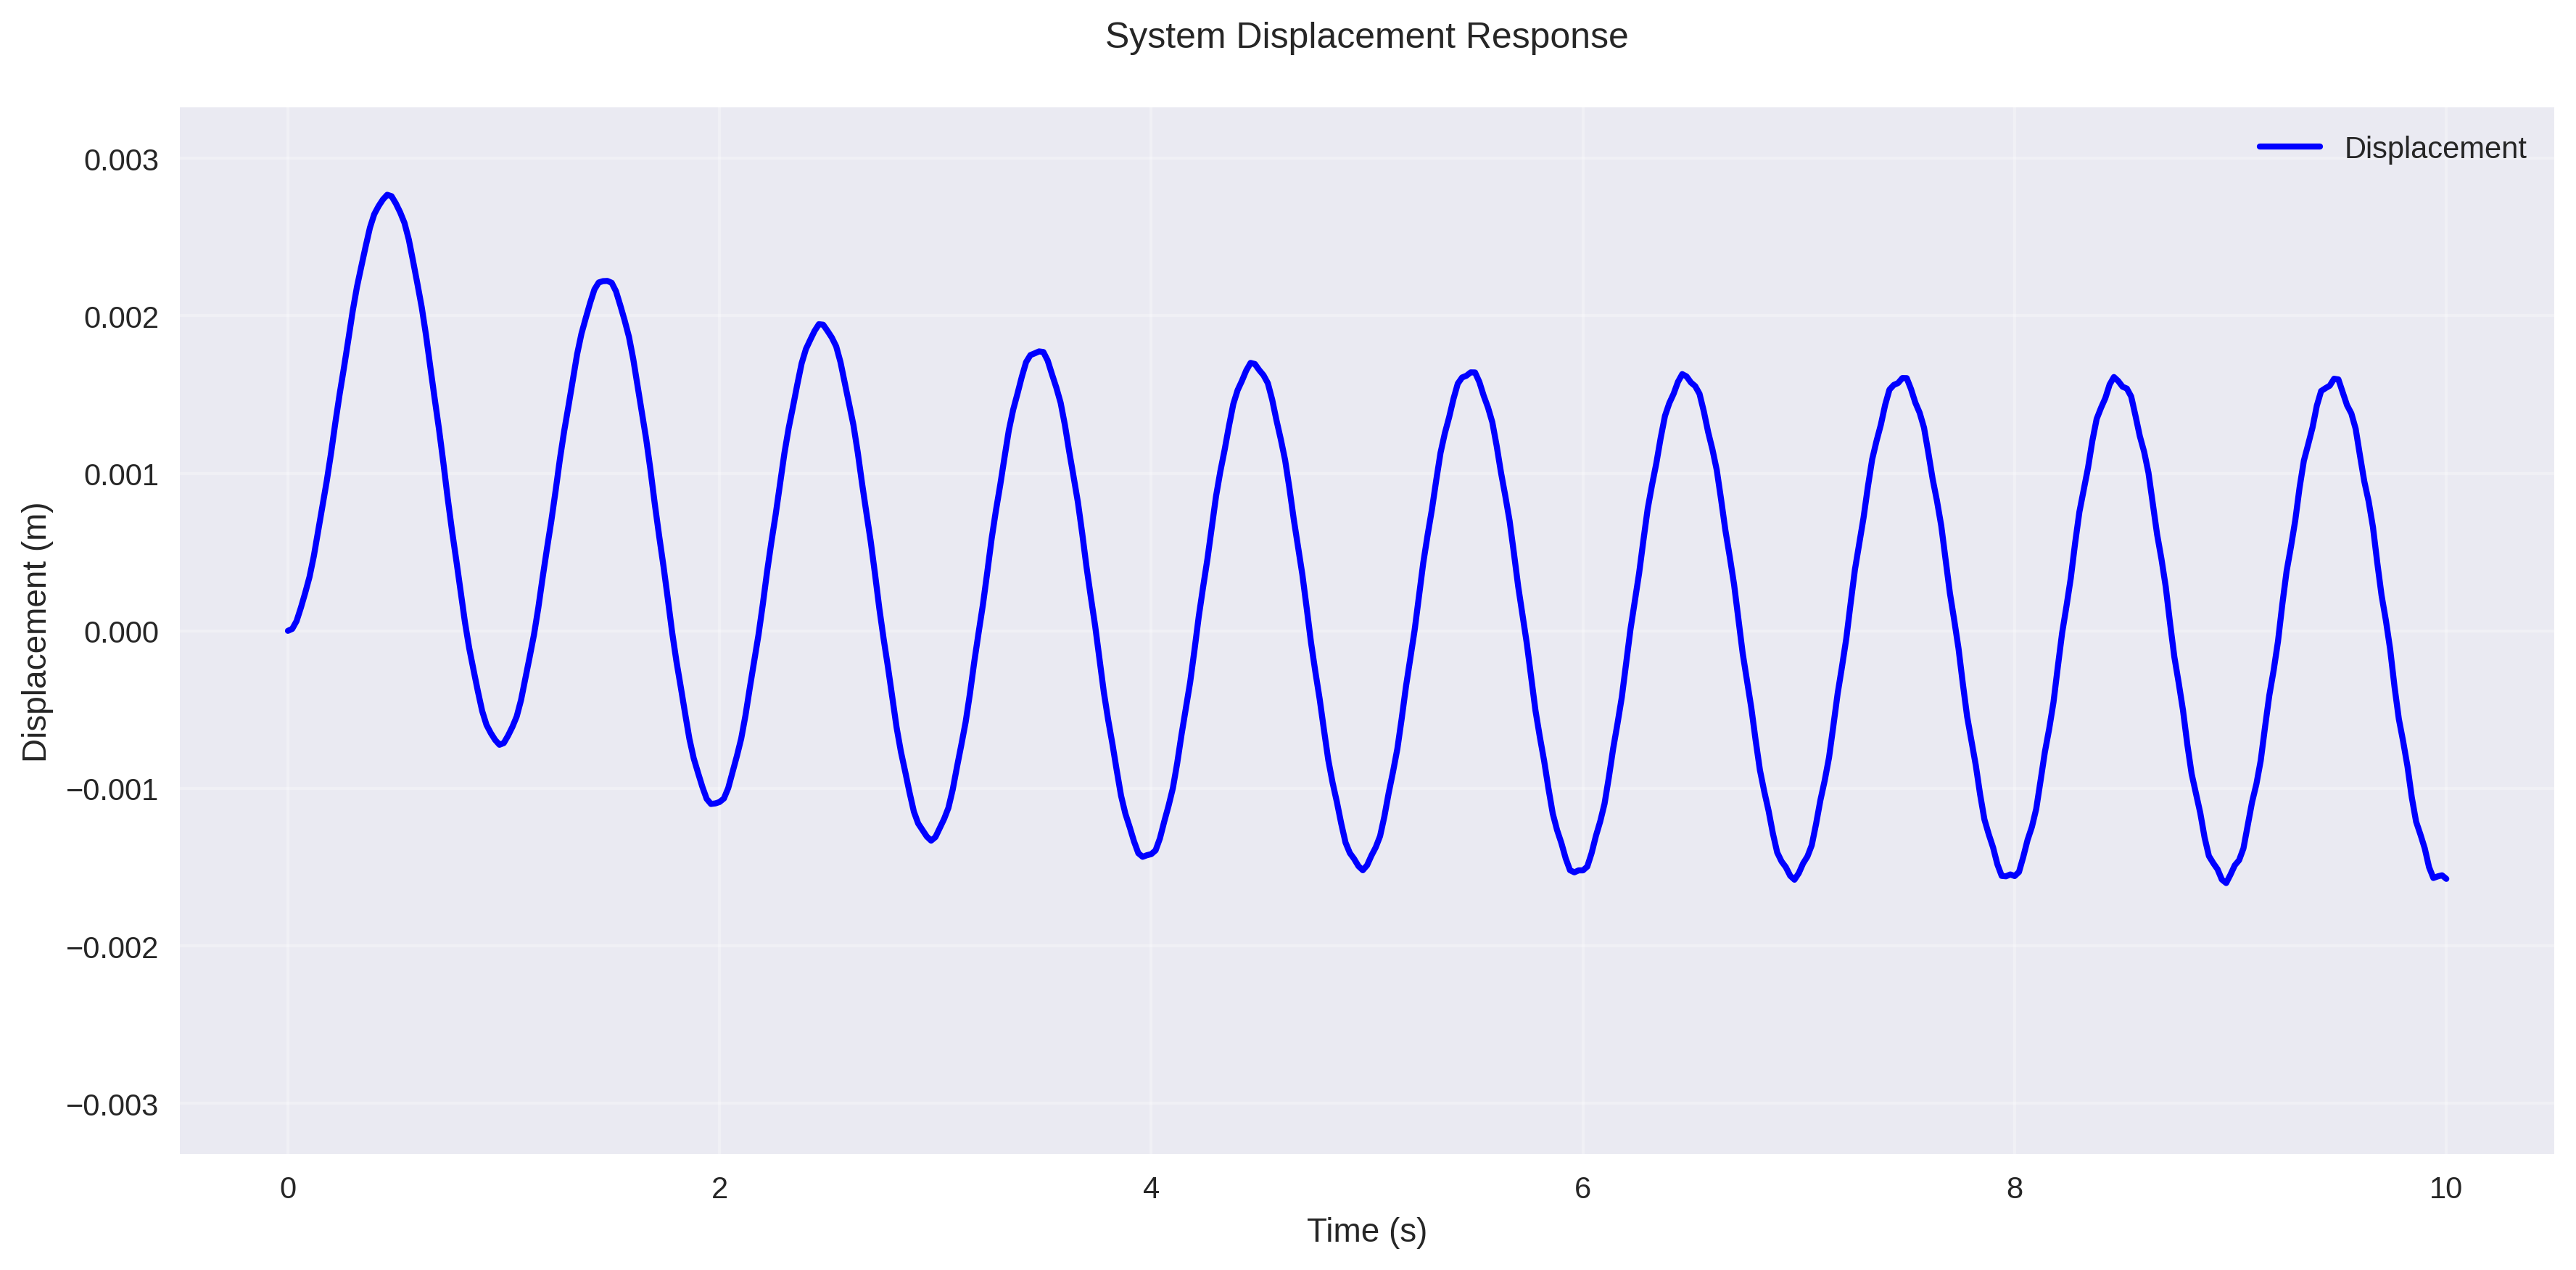 System Displacement Response
Displacement
0.003
0.002
0.001
0.000
−0.001
−0.002
−0.003
Displacement (m)
0 2 4 6 8 10
Time (s)